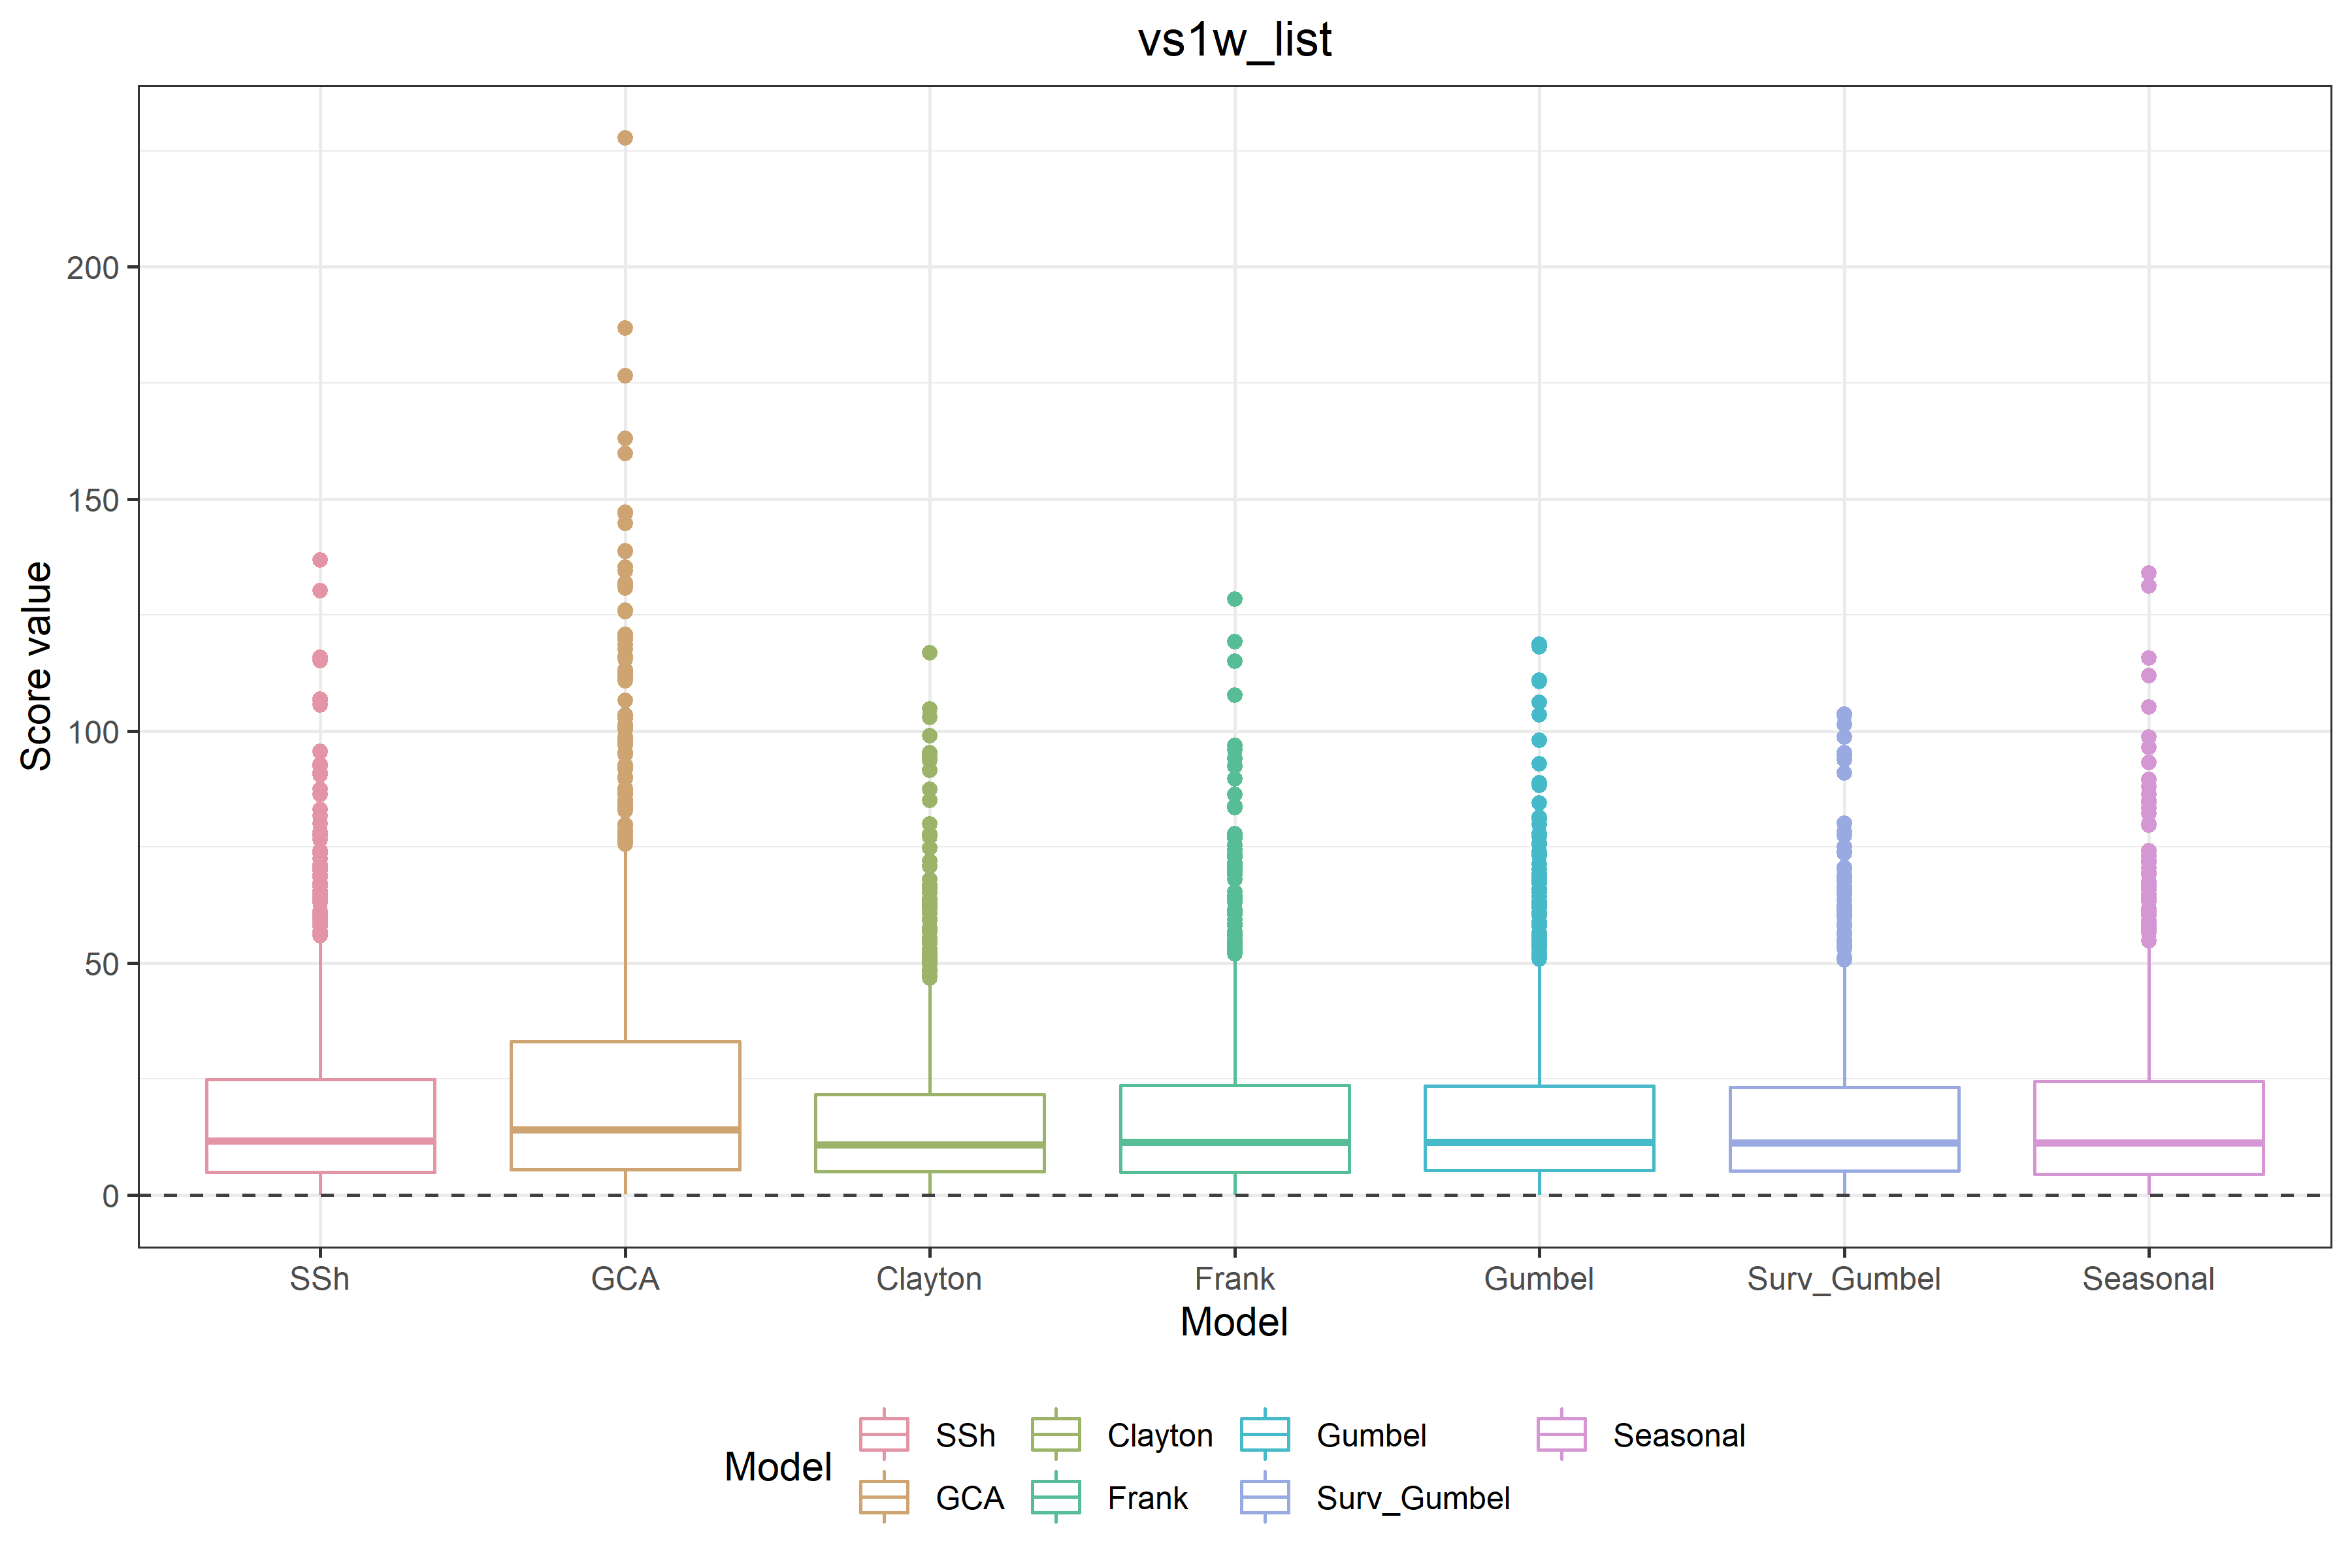 vs1w_list
Score value
200
150
100
50
0
SSh GCA Clayton Frank Gumbel Surv_Gumbel Seasonal
Model
Model
SSh Clayton Gumbel Seasonal
GCA Frank Surv_Gumbel